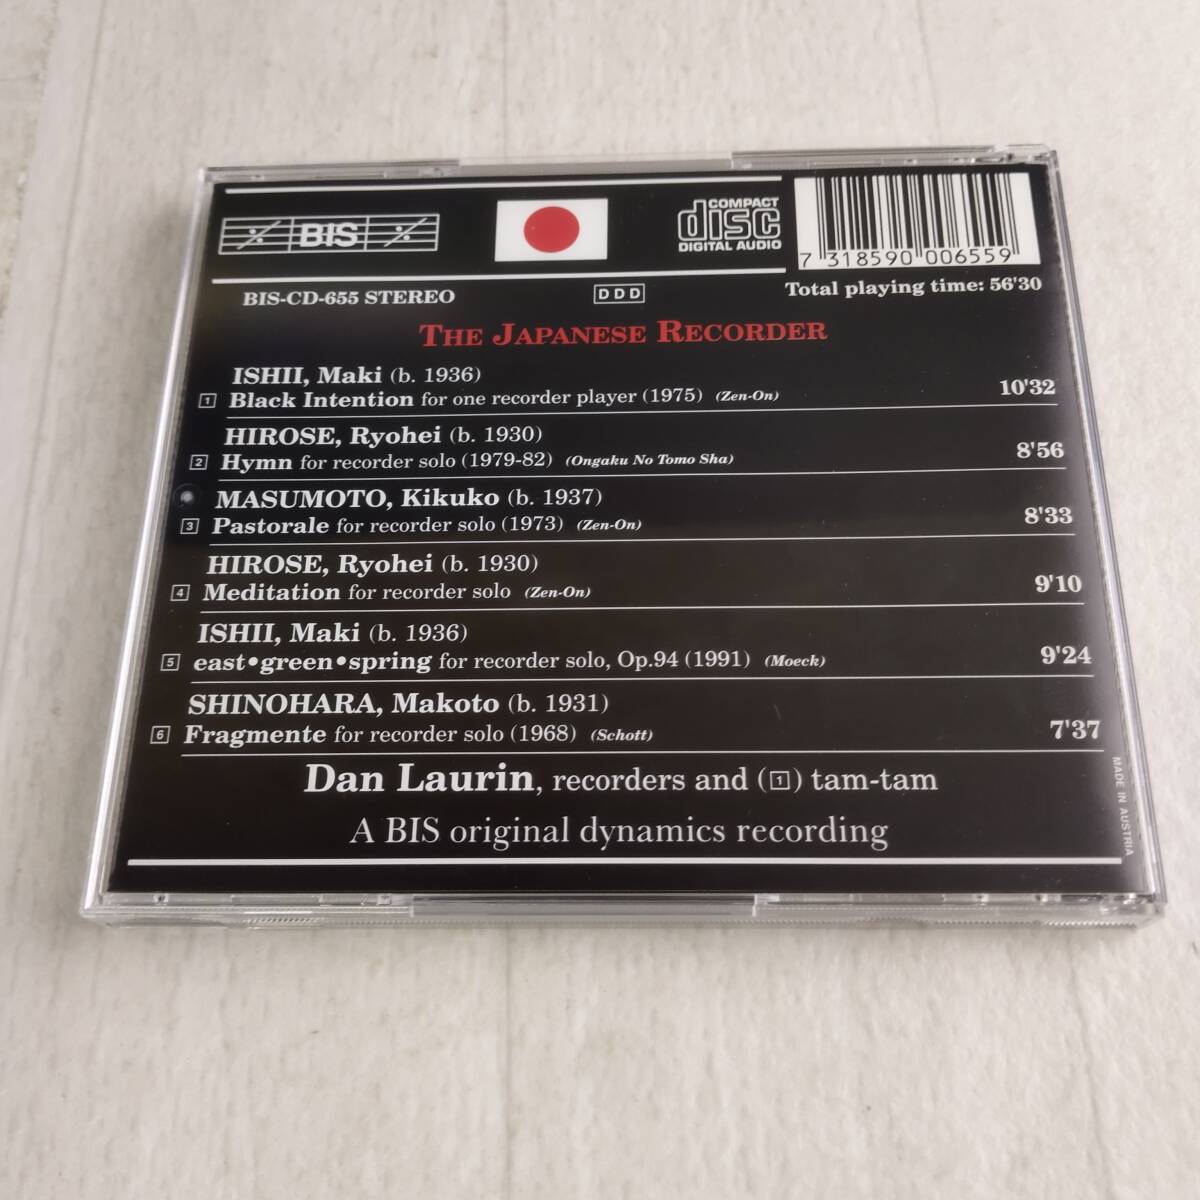 BIS
COMPACT
disc
DIGITAL AUDIO
7 318590 006559
BIS-CD-655 STEREO
DDD
Total playing time: 56'30
THE JAPANESE RECORDER
ISHII, Maki (b. 1936)
1 Black Intention for one recorder player (1975) (Zen-On) 10'32
HIROSE, Ryohei (b. 1930)
2 Hymn for recorder solo (1979-82) (Ongaku No Tomo Sha) 8'56
MASUMOTO, Kikuko (b. 1937)
3 Pastorale for recorder solo (1973) (Zen-On) 8'33
HIROSE, Ryohei (b. 1930)
4 Meditation for recorder solo (Zen-On) 9'10
ISHII, Maki (b. 1936)
5 east•green•spring for recorder solo, Op.94 (1991) (Moeck) 9'24
SHINOHARA, Makoto (b. 1931)
6 Fragmente for recorder solo (1968) (Schott) 7'37
Dan Laurin, recorders and (1) tam-tam
A BIS original dynamics recording
MADE IN AUSTRIA